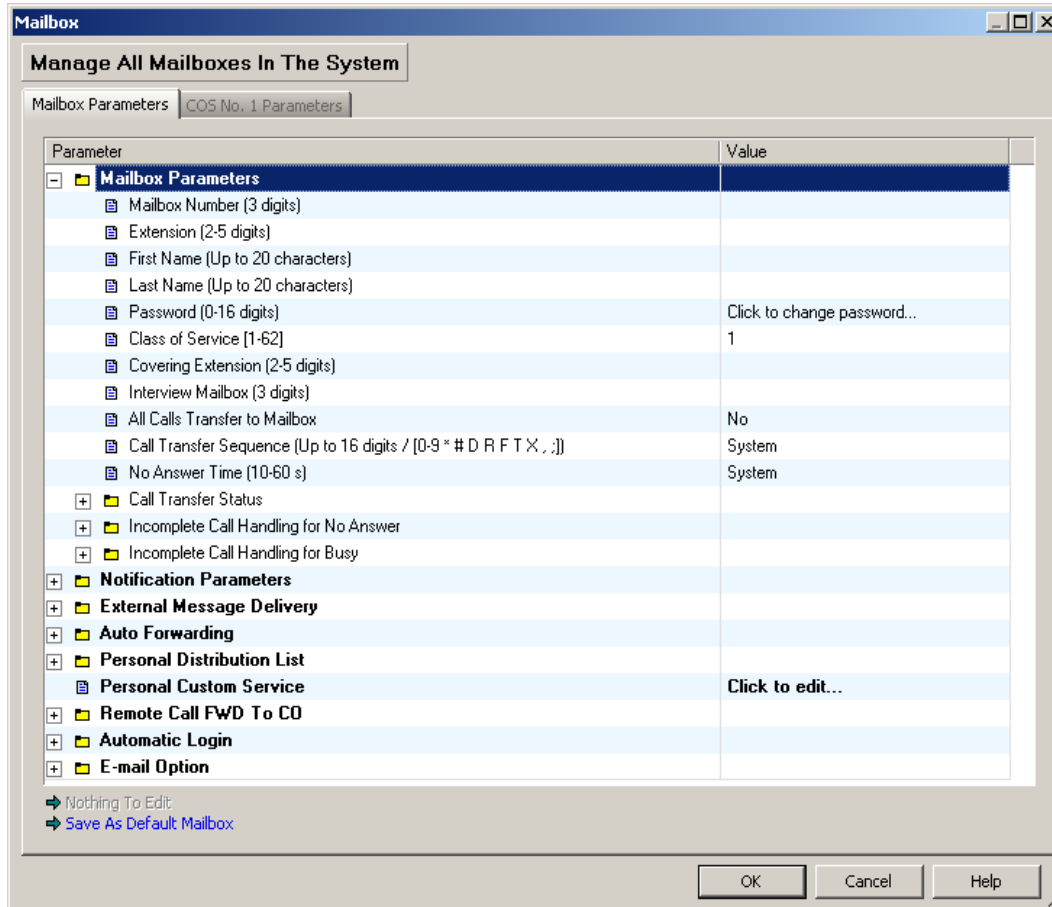 Mailbox
Manage All Mailboxes In The System
Mailbox Parameters COS No. 1 Parameters
Parameter Value
Mailbox Parameters
Mailbox Number (3 digits)
Extension (2-5 digits)
First Name (Up to 20 characters)
Last Name (Up to 20 characters)
Password (0-16 digits) Click to change password...
Class of Service [1-62] 1
Covering Extension (2-5 digits)
Interview Mailbox (3 digits)
All Calls Transfer to Mailbox No
Call Transfer Sequence (Up to 16 digits / [0-9 * # D R F T X , ;]) System
No Answer Time (10-60 s) System
Call Transfer Status
Incomplete Call Handling for No Answer
Incomplete Call Handling for Busy
Notification Parameters
External Message Delivery
Auto Forwarding
Personal Distribution List
Personal Custom Service Click to edit...
Remote Call FWD To CO
Automatic Login
E-mail Option
Nothing To Edit
Save As Default Mailbox
OK Cancel Help